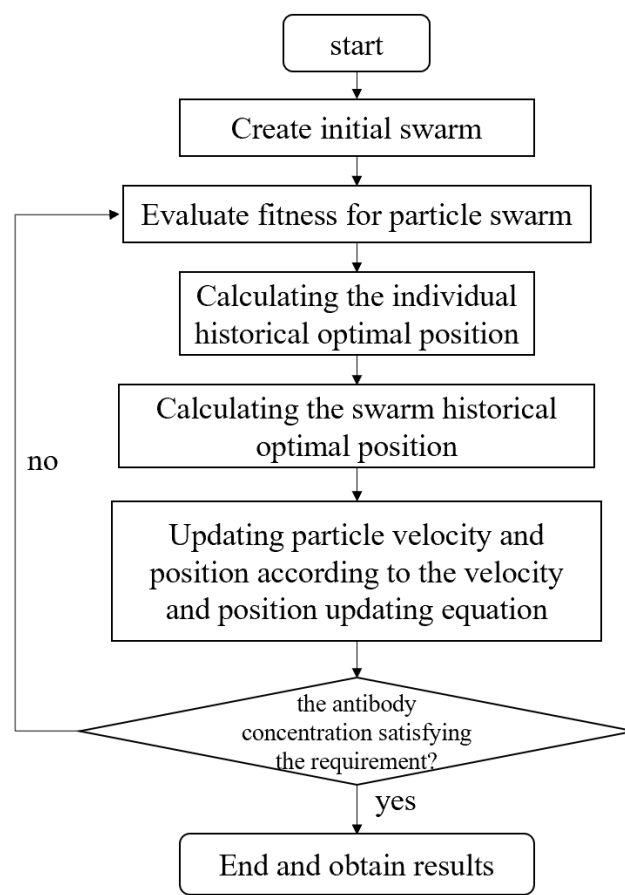 start
Create initial swarm
Evaluate fitness for particle swarm
Calculating the individual
historical optimal position
Calculating the swarm historical
optimal position
no
Updating particle velocity and
position according to the velocity
and position updating equation
the antibody
concentration satisfying
the requirement?
yes
End and obtain results